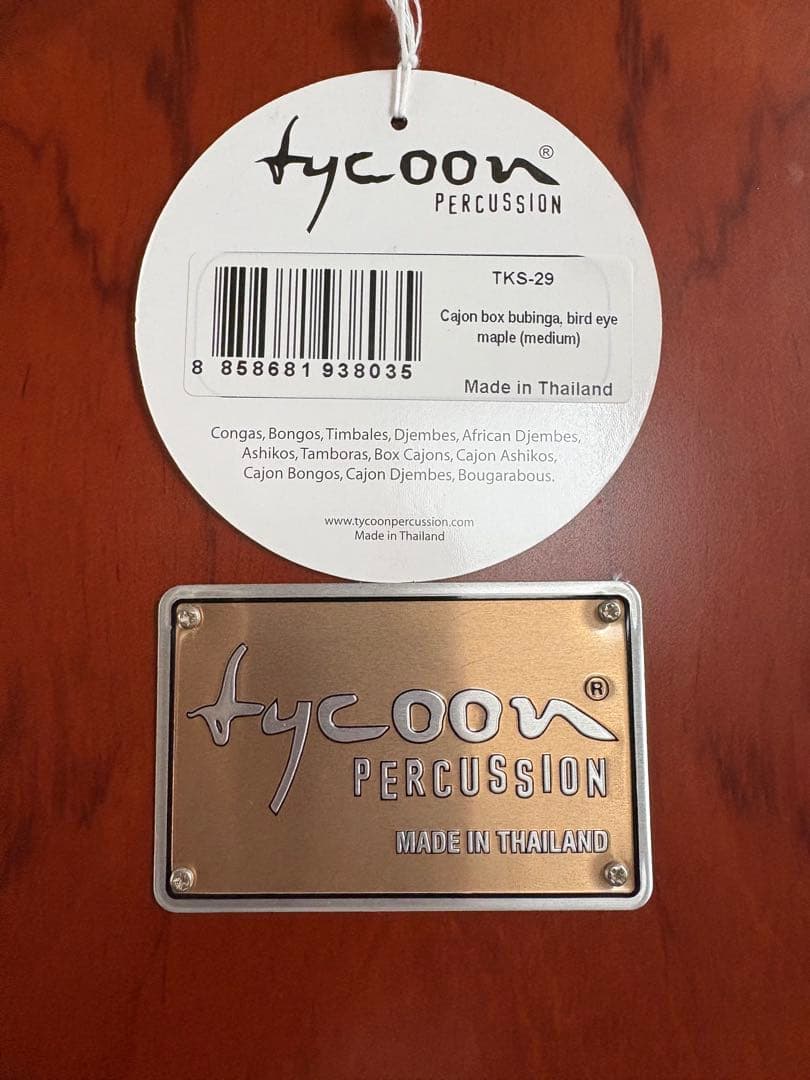 tycoon®
PERCUSSION
TKS-29
Cajon box bubinga, bird eye
maple (medium)
8 858681 938035
Made in Thailand
Congas, Bongos, Timbales, Djembes, African Djembes,
Ashikos, Tamboras, Box Cajons, Cajon Ashikos,
Cajon Bongos, Cajon Djembes, Bougarabous.
www.tycoonpercussion.com
Made in Thailand
tycoon®
PERCUSSION
MADE IN THAILAND